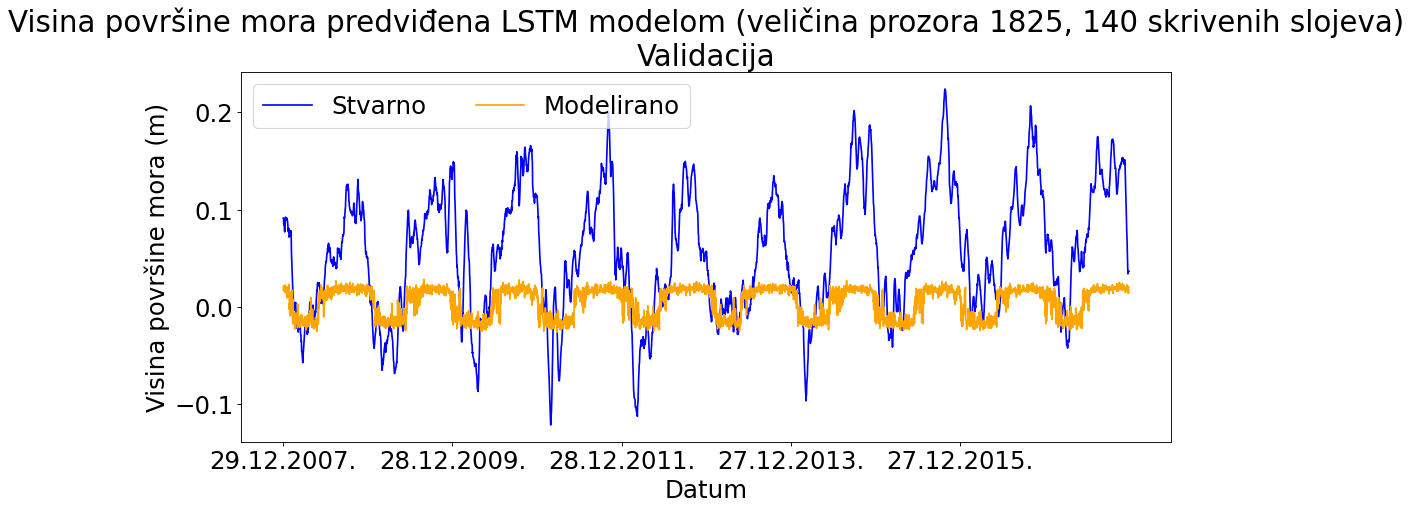 Visina površine mora predviđena LSTM modelom (veličina prozora 1825, 140 skrivenih slojeva)
Validacija
Stvarno Modelirano
Visina površine mora (m)
0.2
0.1
0.0
−0.1
29.12.2007. 28.12.2009. 28.12.2011. 27.12.2013. 27.12.2015.
Datum